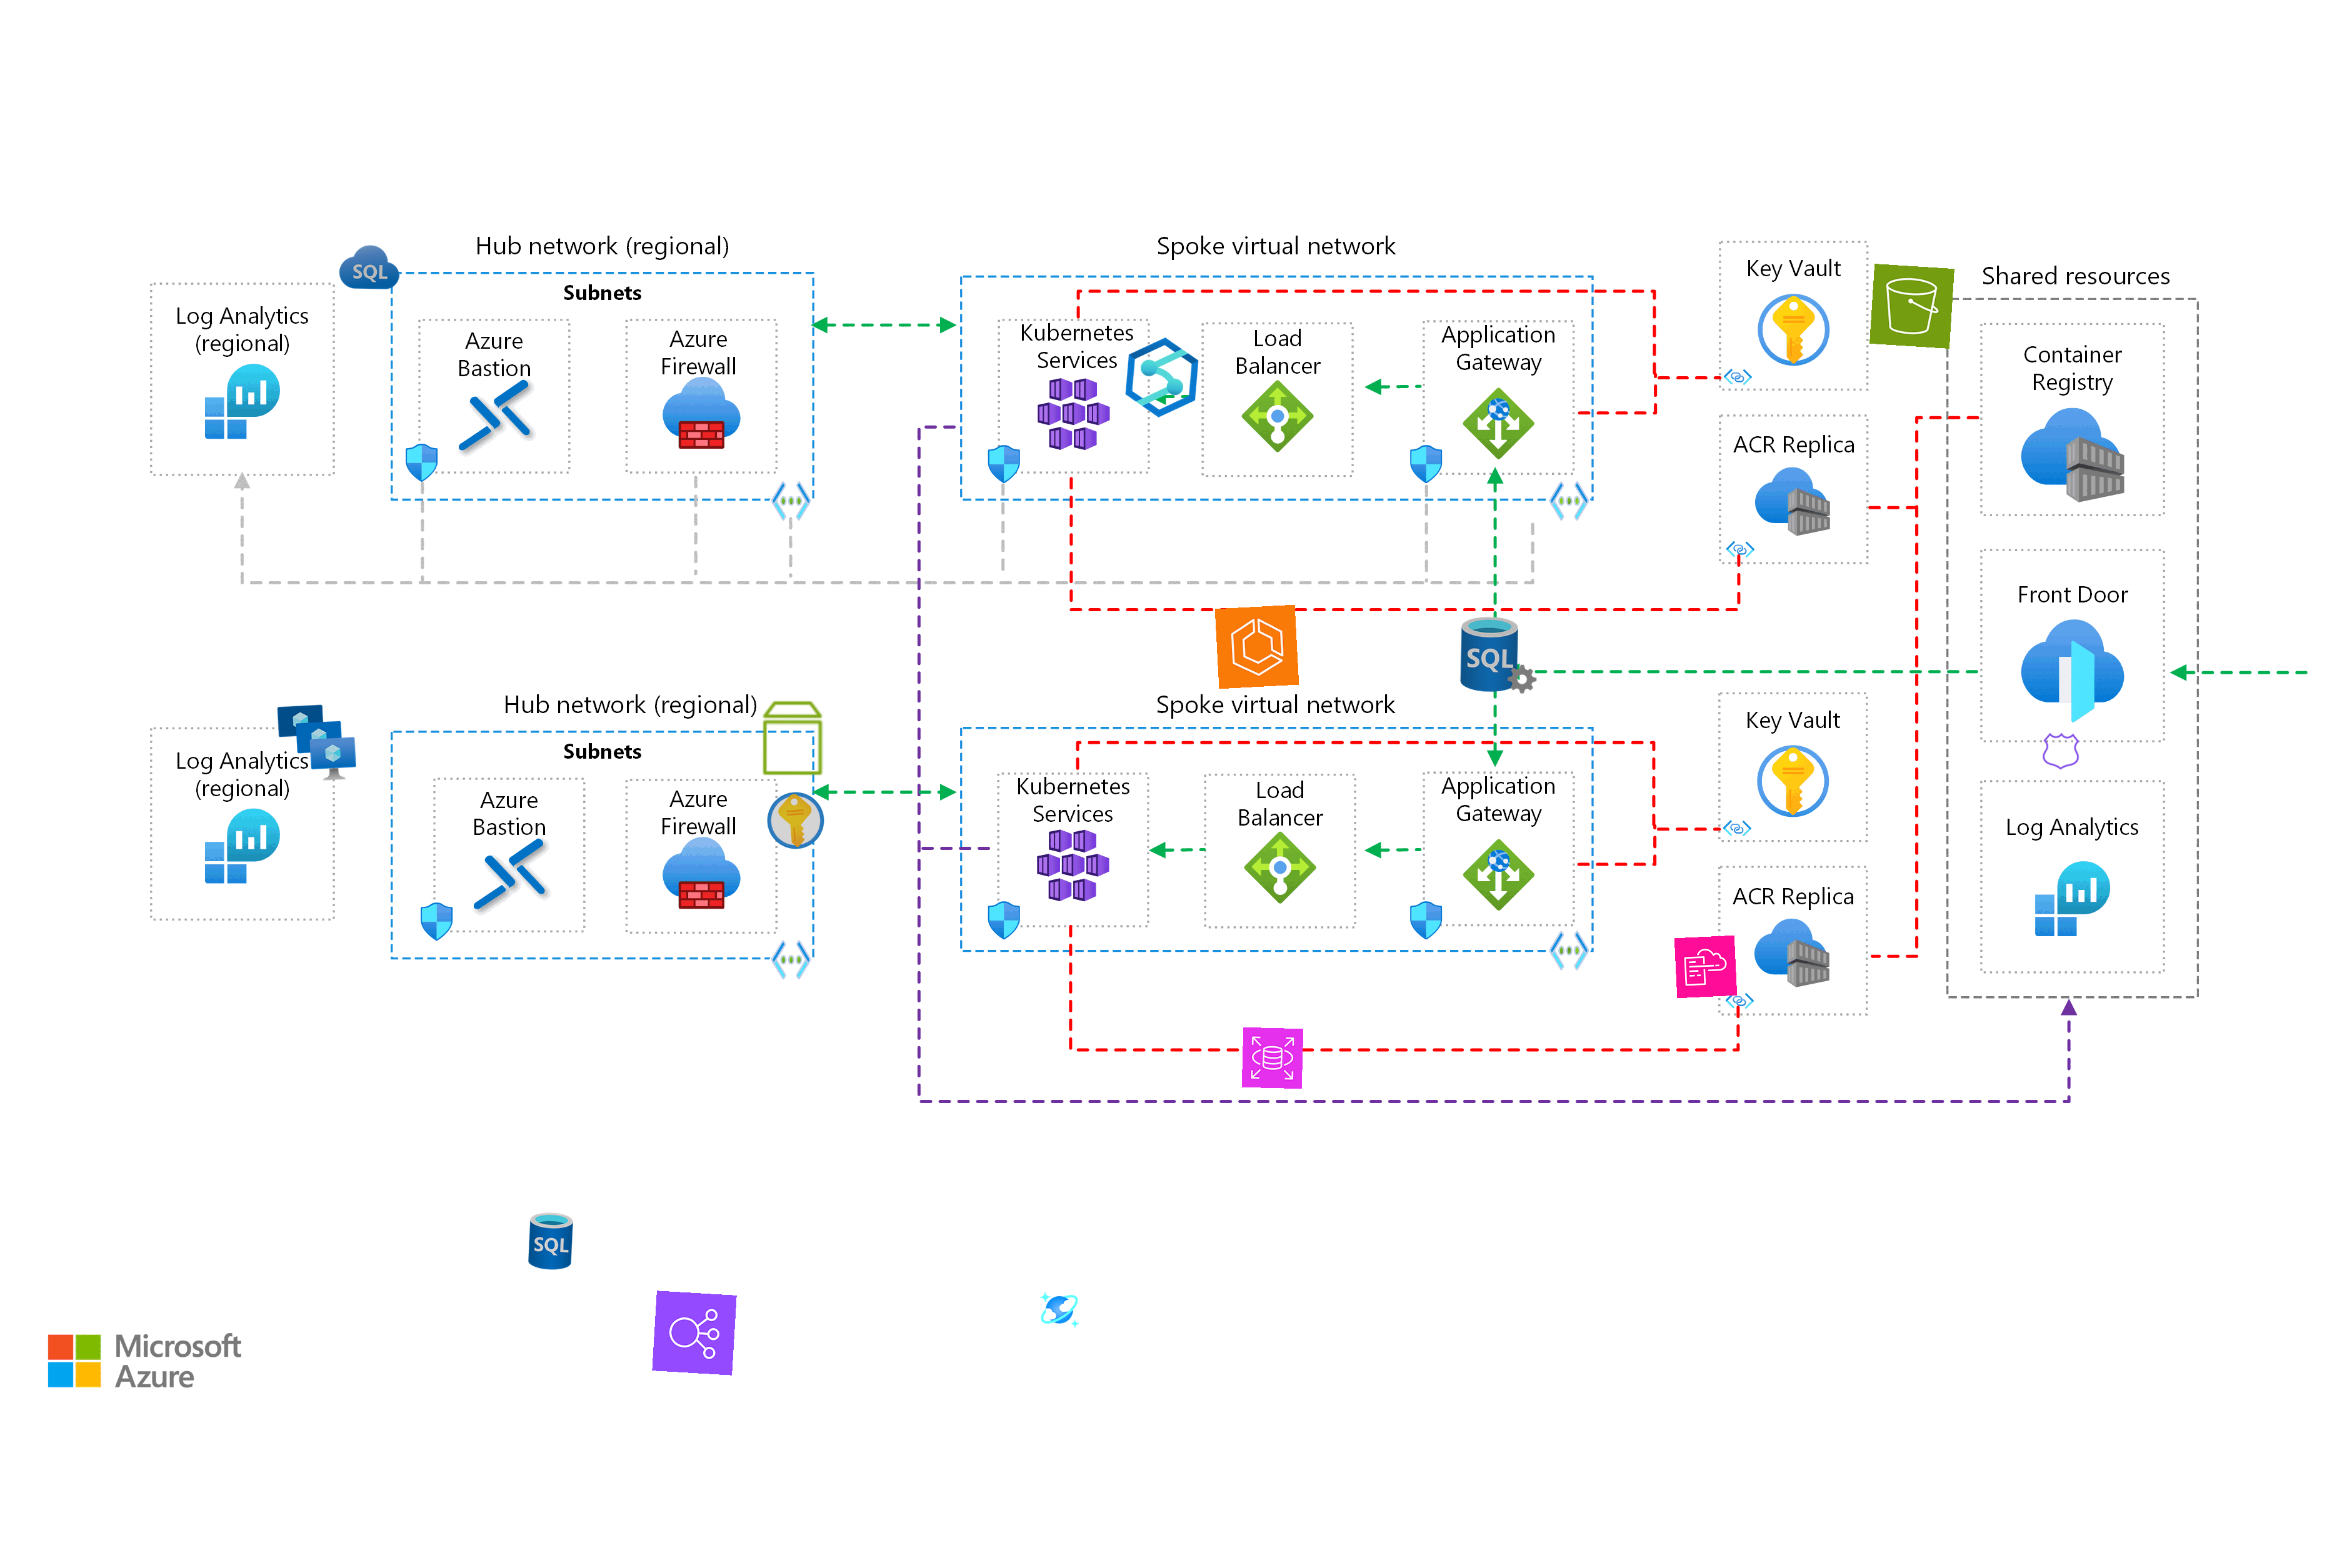 Hub network (regional)
Spoke virtual network
Key Vault
Shared resources
SQL
Subnets
Log Analytics
(regional)
Azure
Bastion
Azure
Firewall
Kubernetes
Services
Load
Balancer
Application
Gateway
Container
Registry
ACR Replica
Front Door
SQL
Hub network (regional)
Spoke virtual network
Key Vault
Subnets
Log Analytics
(regional)
Azure
Bastion
Azure
Firewall
Kubernetes
Services
Load
Balancer
Application
Gateway
Log Analytics
ACR Replica
SQL
Microsoft
Azure